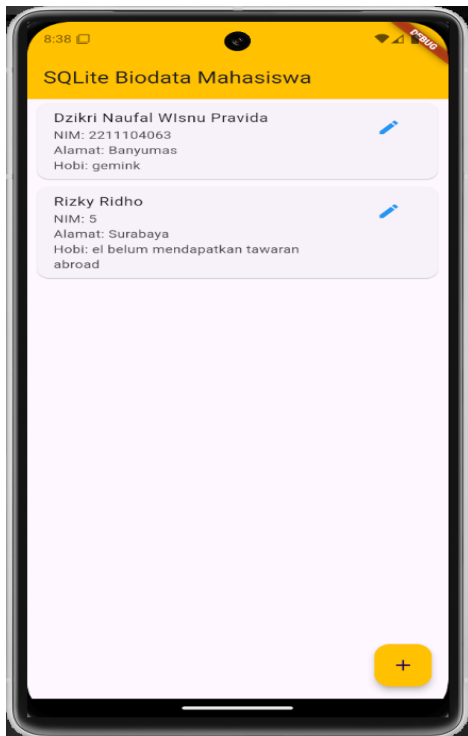 8:38
DEBUG
SQLite Biodata Mahasiswa
Dzikri Naufal WIsnu Pravida
NIM: 2211104063
Alamat: Banyumas
Hobi: gemink
Rizky Ridho
NIM: 5
Alamat: Surabaya
Hobi: el belum mendapatkan tawaran
abroad
+